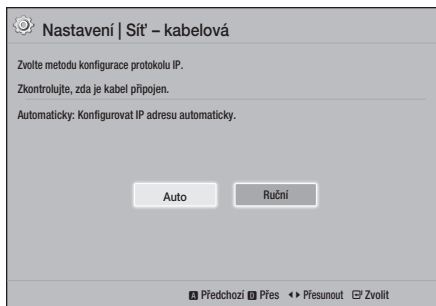 Nastavení | Síť – kabelová
Zvolte metodu konfigurace protokolu IP.
Zkontrolujte, zda je kabel připojen.
Automaticky: Konfigurovat IP adresu automaticky.
Auto Ruční
A Předchozí D Přes Přesunout Zvolit